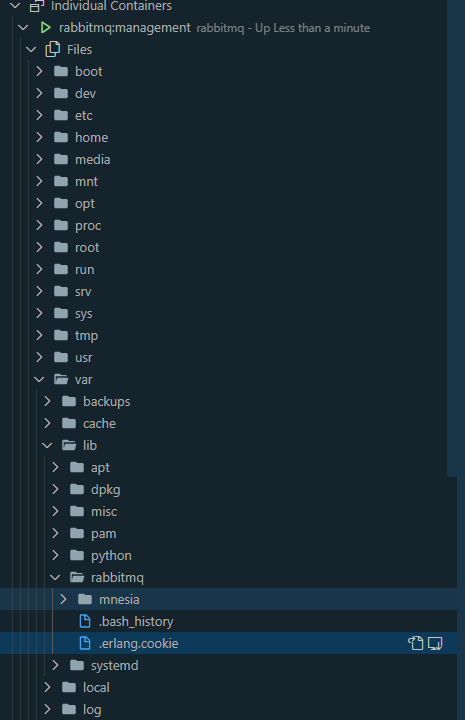 Individual Containers
rabbitmq:management rabbitmq - Up Less than a minute
Files
boot
dev
etc
home
media
mnt
opt
proc
root
run
srv
sys
tmp
usr
var
backups
cache
lib
apt
dpkg
misc
pam
python
rabbitmq
mnesia
.bash_history
.erlang.cookie
systemd
local
log